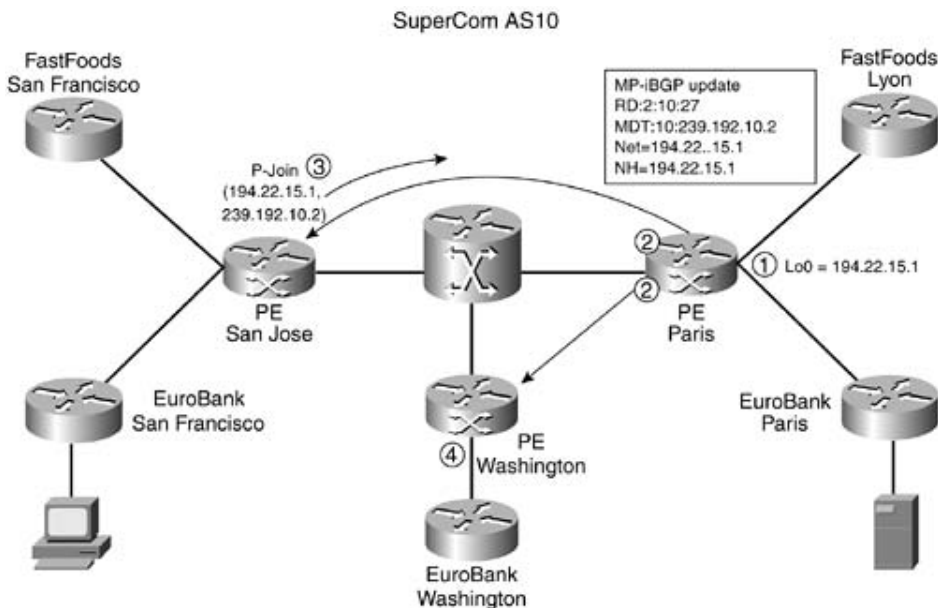 SuperCom AS10
FastFoods
San Francisco
MP-iBGP update
RD:2:10:27
MDT:10:239.192.10.2
Net=194.22..15.1
NH=194.22.15.1
FastFoods
Lyon
P-Join ③
(194.22.15.1,
239.192.10.2)
②
②
① Lo0 = 194.22.15.1
PE
San Jose
PE
Paris
EuroBank
San Francisco
④
PE
Washington
EuroBank
Paris
EuroBank
Washington